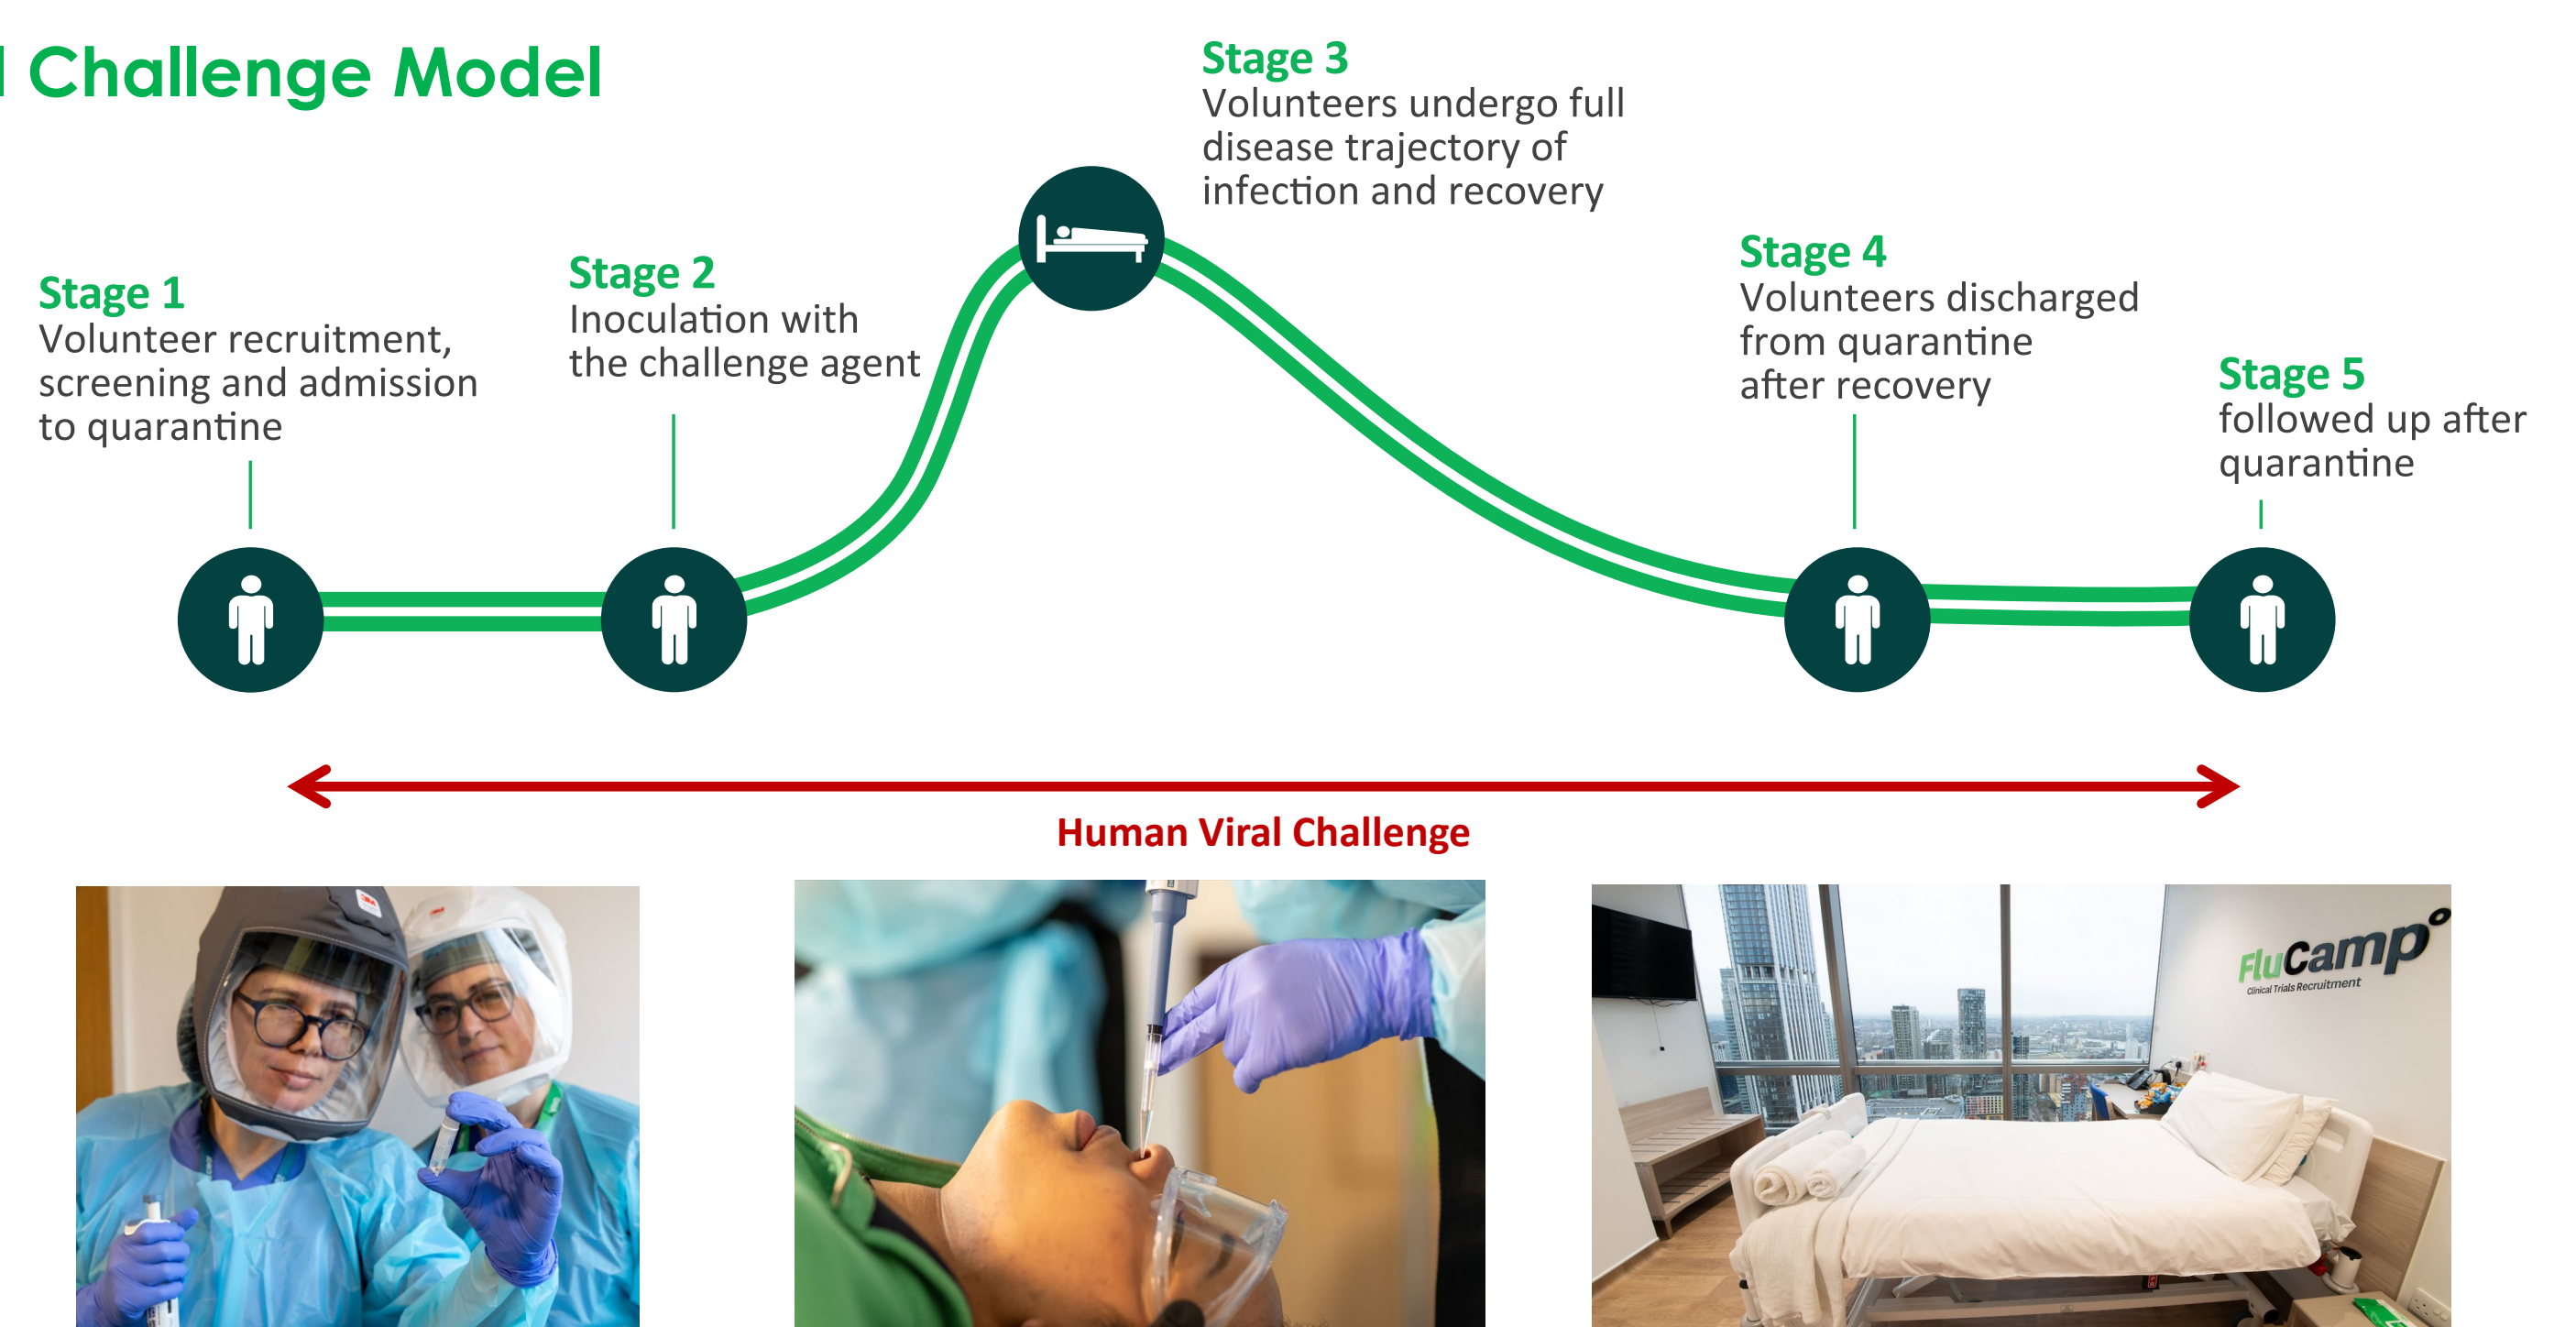 Challenge Model
Stage 1
Volunteer recruitment,
screening and admission
to quarantine
Stage 2
Inoculation with
the challenge agent
Stage 3
Volunteers undergo full
disease trajectory of
infection and recovery
Stage 4
Volunteers discharged
from quarantine
after recovery
Stage 5
followed up after
quarantine
Human Viral Challenge
3M
3M
FluCamp
Clinical Trials Recruitment